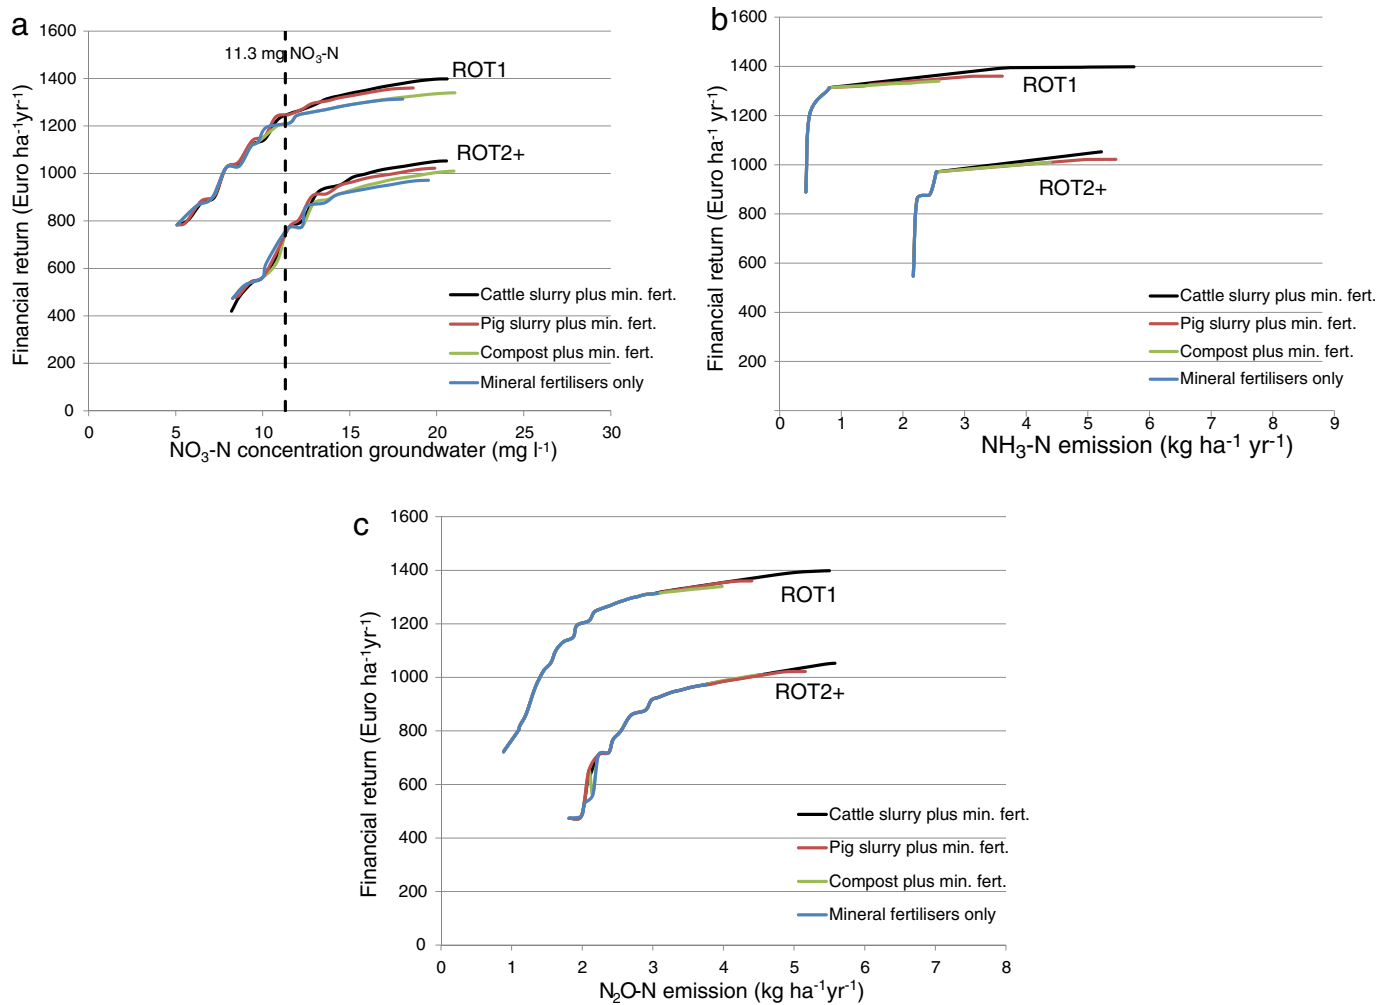 a
1600
1400
1200
1000
800
600
400
200
0
Financial return (Euro ha-1yr-1)
11.3 mg NO3-N
ROT1
ROT2+
Cattle slurry plus min. fert.
Pig slurry plus min. fert.
Compost plus min. fert.
Mineral fertilisers only
0 5 10 15 20 25 30
NO3-N concentration groundwater (mg l-1)
b
1600
1400
1200
1000
800
600
400
200
Financial return (Euro ha-1 yr-1)
ROT1
ROT2+
Cattle slurry plus min. fert.
Pig slurry plus min. fert.
Compost plus min. fert.
Mineral fertilisers only
0 1 2 3 4 5 6 7 8 9
NH3-N emission (kg ha-1 yr-1)
c
1600
1400
1200
1000
800
600
400
200
0
Financial return (Euro ha-1yr-1)
ROT1
ROT2+
Cattle slurry plus min. fert.
Pig slurry plus min. fert.
Compost plus min. fert.
Mineral fertilisers only
0 1 2 3 4 5 6 7 8
N2O-N emission (kg ha-1yr-1)